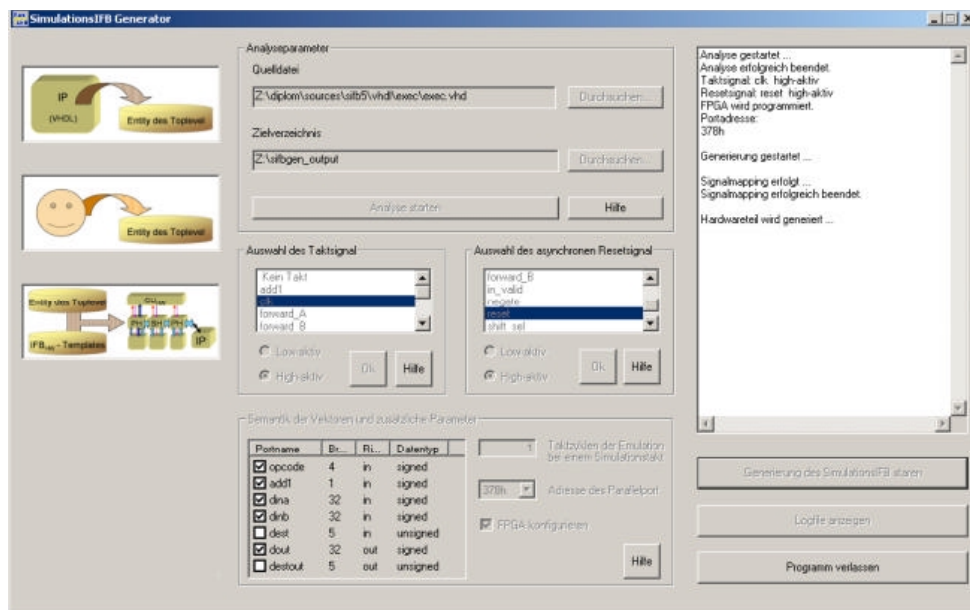 SimulationsIFB Generator
IP
(VHDL)
Entity des Toplevel
Entity des Toplevel
Entity des Toplevel
IFB - Templates
PH
BH
PH
IP
Analyseparameter
Quelldatei
Z:\diplom\sources\sifb5\vhdl\exec\exec.vhd
Durchsuchen...
Zielverzeichnis
Z:\sifbgen_output
Durchsuchen...
Analyse starten
Hilfe
Auswahl des Taktsignal
Kein Takt
add1
clk
forward_A
forward_B
Low-aktiv
High-aktiv
Ok
Hilfe
Auswahl des asynchronen Resetsignal
forward_B
in_valid
negate
reset
shift_sel
Low-aktiv
High-aktiv
Ok
Hilfe
Semantik der Vektoren und zusätzliche Parameter
Portname Br... Ri... Datentyp
opcode 4 in signed
add1 1 in signed
dina 32 in signed
dinb 32 in signed
dest 5 in unsigned
dout 32 out signed
destout 5 out unsigned
1 Taktzyklen der Emulation
bei einem Simulationstakt
378h Adresse des Parallelport
FPGA konfigurieren
Hilfe
Analyse gestartet ...
Analyse erfolgreich beendet.
Taktsignal: clk high-aktiv
Resetsignal: reset high-aktiv
FPGA wird programmiert.
Portadresse:
378h
Generierung gestartet ...
Signalmapping erfolgt ...
Signalmapping erfolgreich beendet.
Hardwareteil wird generiert ...
Generierung des SimulationsIFB staren
Logfile anzeigen
Programm verlassen